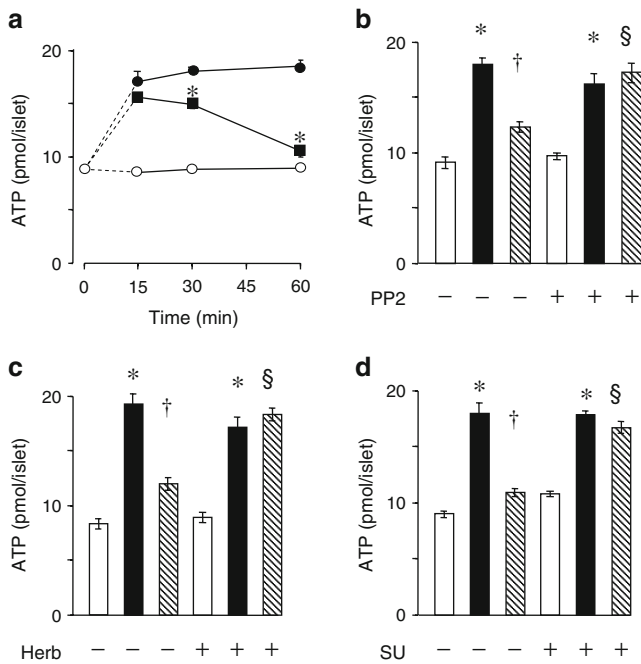 a
ATP (pmol/islet)
20
10
0
*
*
0 15 30 45 60
Time (min)
b
ATP (pmol/islet)
20
10
0
* † * §
PP2 – – – + + +
c
ATP (pmol/islet)
20
10
0
* † * §
Herb – – – + + +
d
ATP (pmol/islet)
20
10
0
* † * §
SU – – – + + +